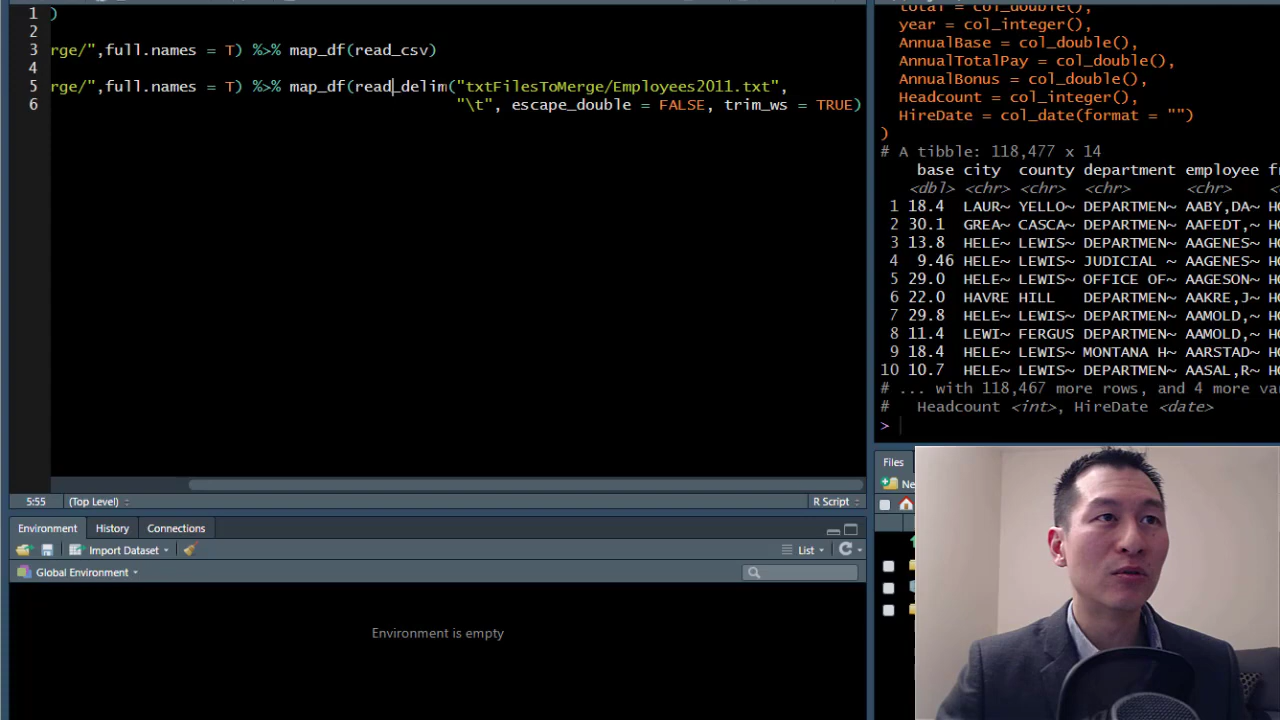 1 )
2
3 rge/",full.names = T) %>% map_df(read_csv)
4
5 rge/",full.names = T) %>% map_df(read_delim("txtFilesToMerge/Employees2011.txt",
6 "\t", escape_double = FALSE, trim_ws = TRUE)
5:55 (Top Level) R Script
Environment History Connections
Import Dataset List
Global Environment
Environment is empty
total = col_double(),
year = col_integer(),
AnnualBase = col_double(),
AnnualTotalPay = col_double(),
AnnualBonus = col_double(),
Headcount = col_integer(),
HireDate = col_date(format = "")
)
# A tibble: 118,477 x 14
base city county department employee
<dbl> <chr> <chr> <chr> <chr>
1 18.4 LAUR~ YELLO~ DEPARTMEN~ AABY,DA~
2 30.1 GREA~ CASCA~ DEPARTMEN~ AAFEDT,~
3 13.8 HELE~ LEWIS~ DEPARTMEN~ AAGENES~
4 9.46 HELE~ LEWIS~ JUDICIAL ~ AAGENES~
5 29.0 HELE~ LEWIS~ OFFICE OF~ AAGESON~
6 22.0 HAVRE HILL DEPARTMEN~ AAKRE,J~
7 29.8 HELE~ LEWIS~ DEPARTMEN~ AAMOLD,~
8 11.4 LEWI~ FERGUS DEPARTMEN~ AAMOLD,~
9 18.4 HELE~ LEWIS~ MONTANA H~ AARSTAD~
10 10.7 HELE~ LEWIS~ DEPARTMEN~ AASAL,R~
# ... with 118,467 more rows, and 4 more va
# Headcount <int>, HireDate <date>
>
Files
Ne